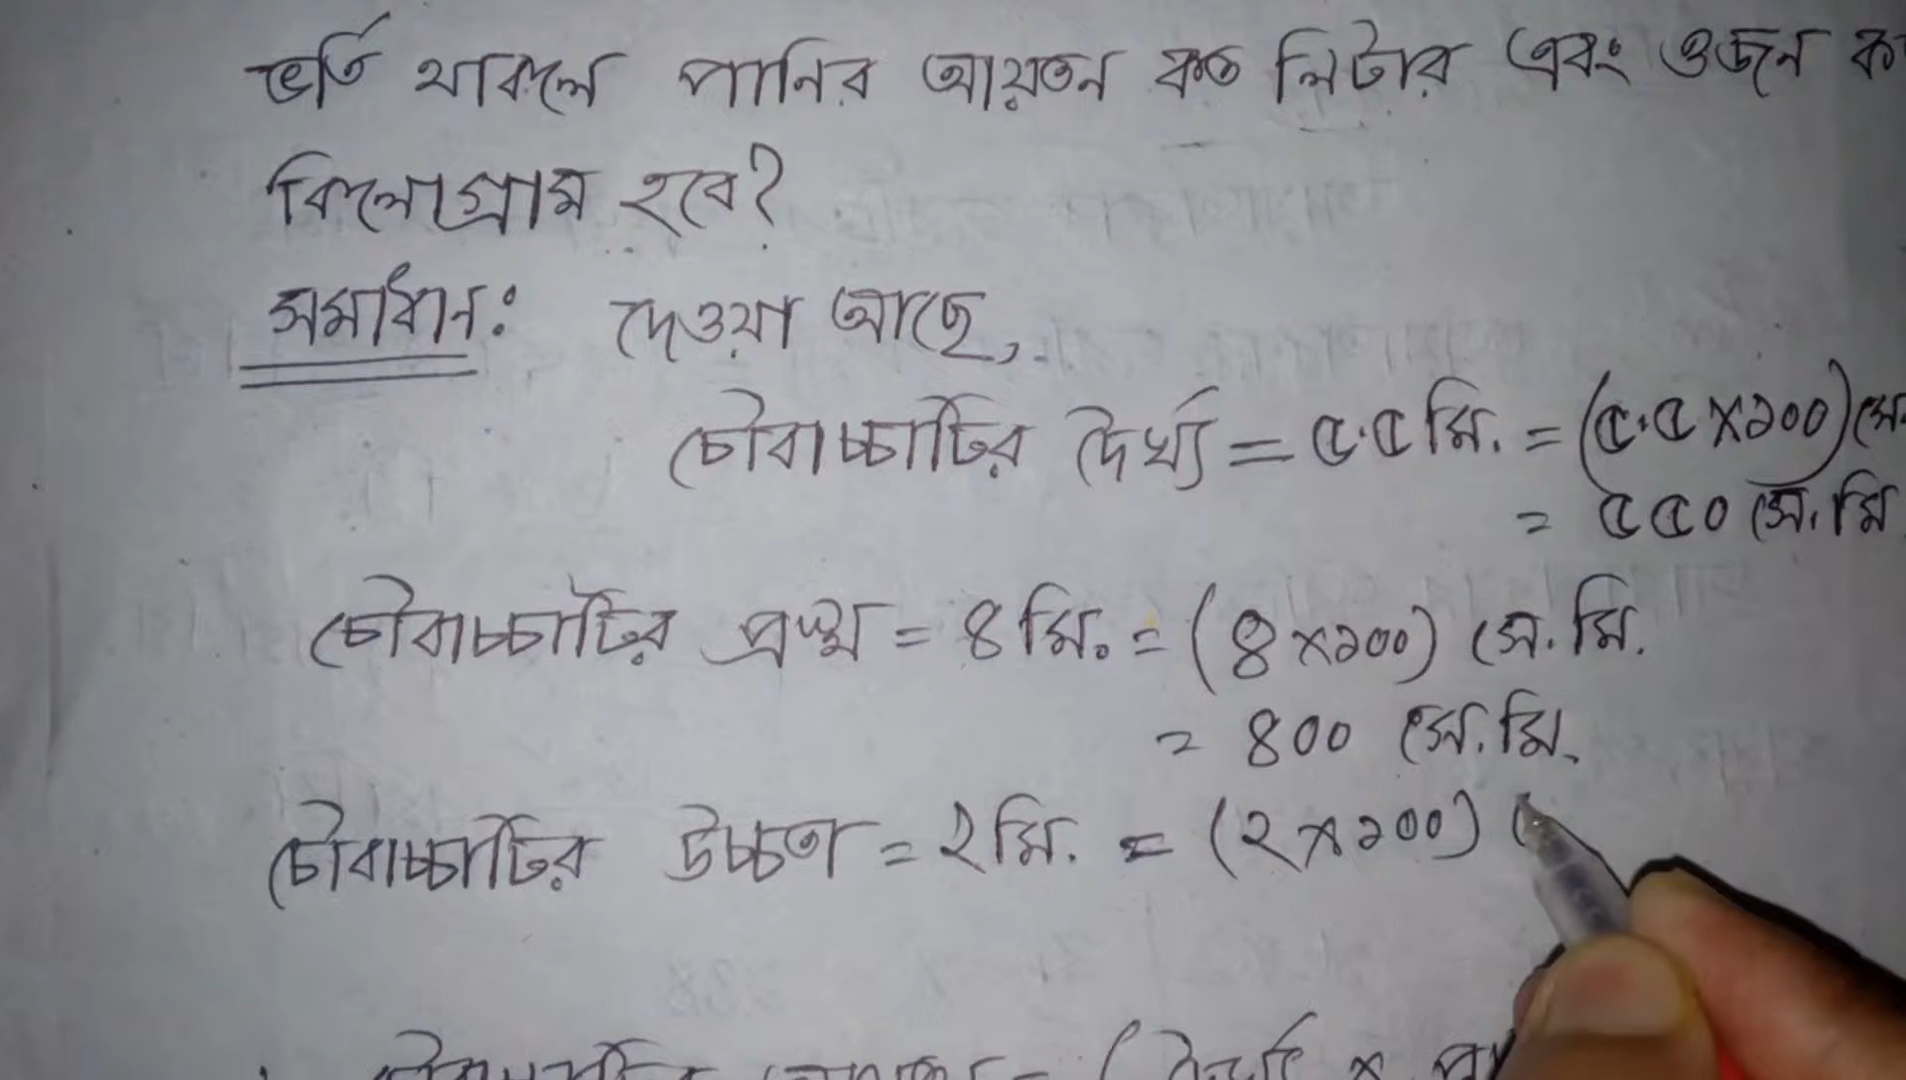 ভর্তি থাকলে পানির আয়তন কত লিটার এবং ওজন ক
কিলোগ্রাম হবে?
সমাধান: দেওয়া আছে,
চৌবাচ্চাটির দৈর্ঘ্য = ৫.৫ মি. = (৫.৫×১০০) সে.
= ৫৫০ সে.মি
চৌবাচ্চাটির প্রস্থ = ৪ মি. = (৪×১০০) সে.মি.
= ৪০০ সে.মি.
চৌবাচ্চাটির উচ্চতা = ২ মি. = (২×১০০)
চৌবাচ্চাটির = (দৈর্ঘ্য ×